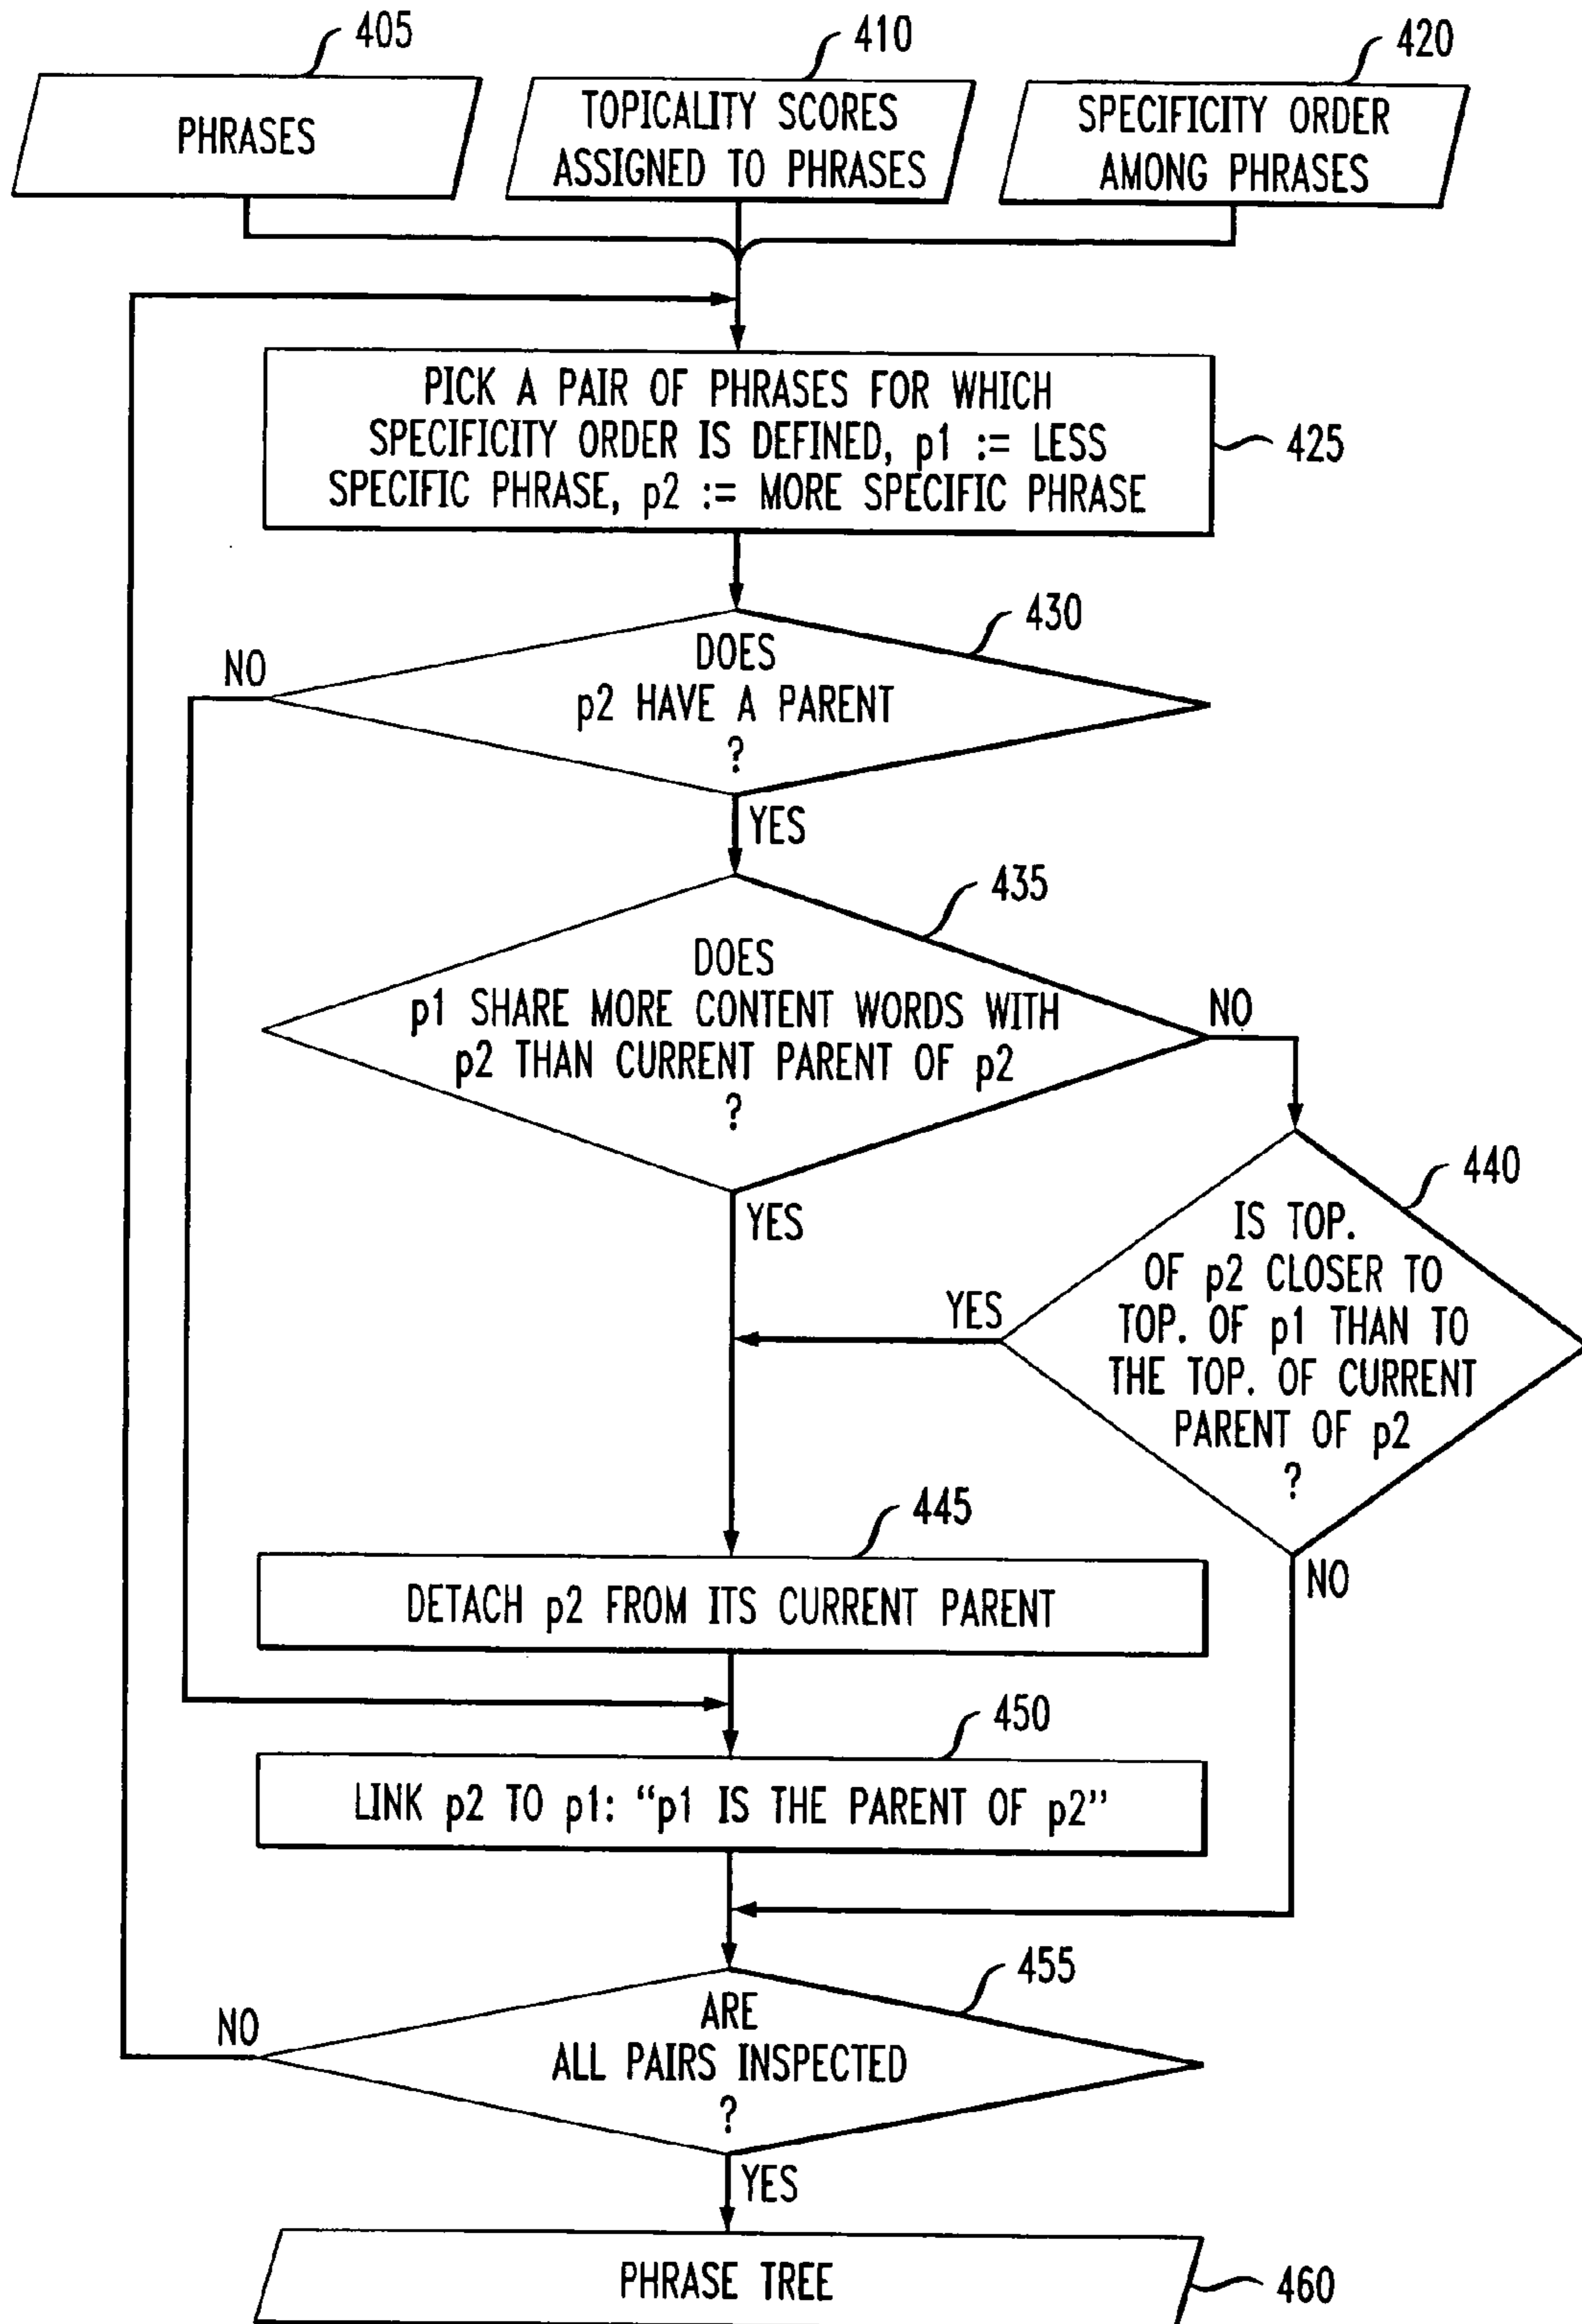 405
410
420
PHRASES
TOPICALITY SCORES
ASSIGNED TO PHRASES
SPECIFICITY ORDER
AMONG PHRASES
PICK A PAIR OF PHRASES FOR WHICH
SPECIFICITY ORDER IS DEFINED, p1 := LESS
SPECIFIC PHRASE, p2 := MORE SPECIFIC PHRASE
425
430
NO
DOES
p2 HAVE A PARENT
?
YES
435
DOES
p1 SHARE MORE CONTENT WORDS WITH
p2 THAN CURRENT PARENT OF p2
?
NO
YES
440
IS TOP.
OF p2 CLOSER TO
TOP. OF p1 THAN TO
THE TOP. OF CURRENT
PARENT OF p2
?
YES
NO
445
DETACH p2 FROM ITS CURRENT PARENT
450
LINK p2 TO p1: “p1 IS THE PARENT OF p2”
455
NO
ARE
ALL PAIRS INSPECTED
?
YES
PHRASE TREE
460